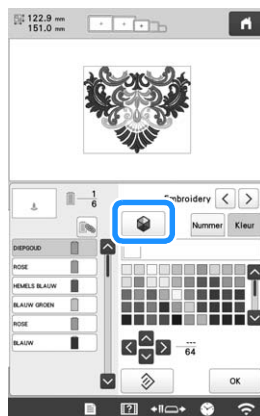 122.9 mm
151.0 mm
1
6
Embroidery
Nummer Kleur
DIEPGOUD
ROSE
HEMELS BLAUW
BLAUW GROEN
ROSE
BLAUW
---
64
OK